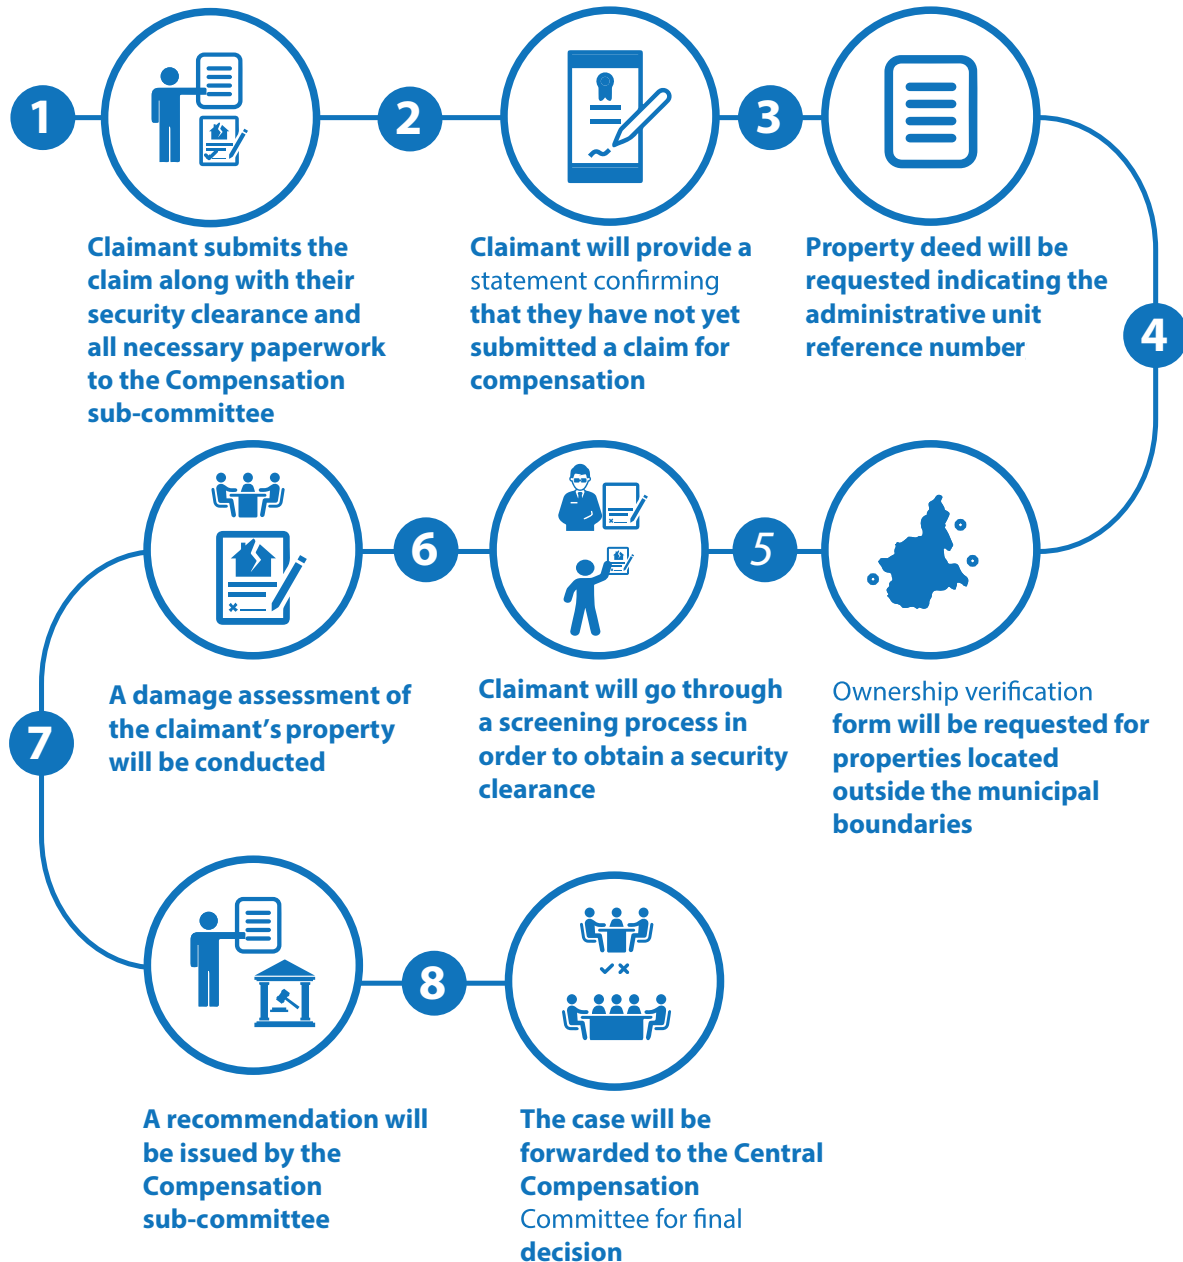 1
Claimant submits the
claim along with their
security clearance and
all necessary paperwork
to the Compensation
sub-committee
2
Claimant will provide a
statement confirming
that they have not yet
submitted a claim for
compensation
3
Property deed will be
requested indicating the
administrative unit
reference number
4
Ownership verification
form will be requested for
properties located
outside the municipal
boundaries
5
Claimant will go through
a screening process in
order to obtain a security
clearance
6
A damage assessment of
the claimant's property
will be conducted
7
A recommendation will
be issued by the
Compensation
sub-committee
8
The case will be
forwarded to the Central
Compensation
Committee for final
decision